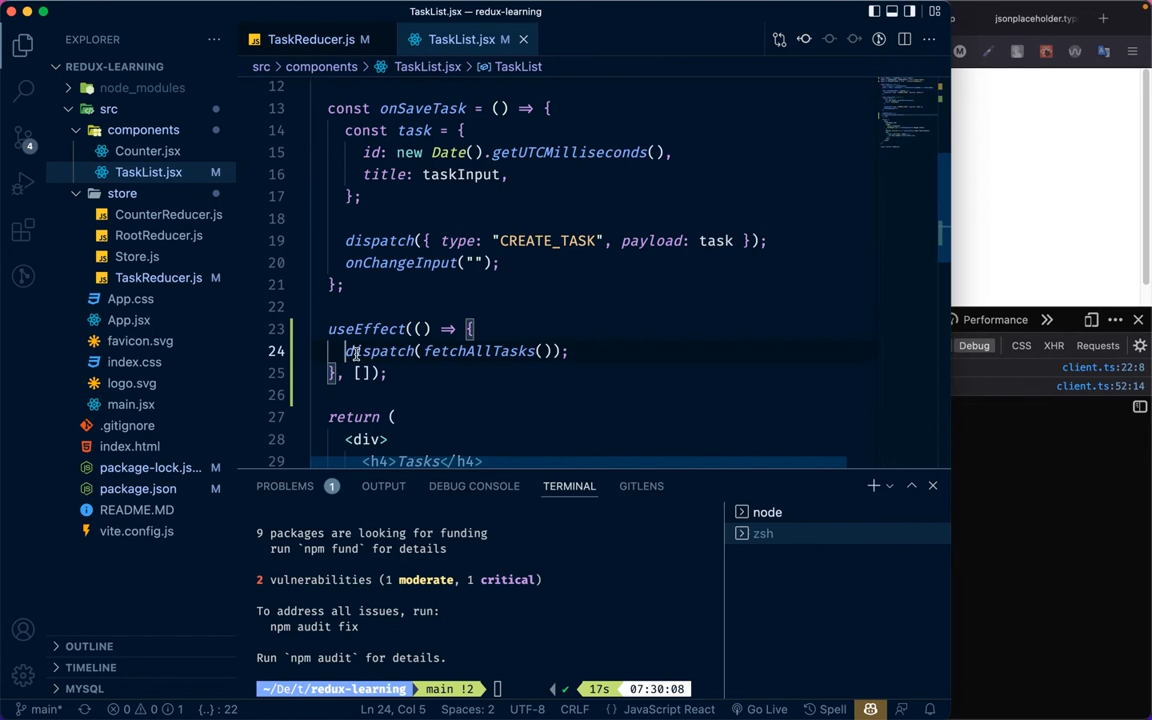 TaskList.jsx — redux-learning
jsonplaceholder.typ
EXPLORER
TaskReducer.js M
TaskList.jsx M
REDUX-LEARNING
src > components > TaskList.jsx > TaskList
node_modules
src
components
Counter.jsx
TaskList.jsx M
store
CounterReducer.js
RootReducer.js
Store.js
TaskReducer.js M
App.css
App.jsx
favicon.svg
index.css
logo.svg
main.jsx
.gitignore
index.html
package-lock.js... M
package.json M
README.MD
vite.config.js
OUTLINE
TIMELINE
MYSQL
4
12
13 const onSaveTask = () => {
14 const task = {
15 id: new Date().getUTCMilliseconds(),
16 title: taskInput,
17 };
18
19 dispatch({ type: "CREATE_TASK", payload: task });
20 onChangeInput("");
21 };
22
23 useEffect(() => {
24 dispatch(fetchAllTasks());
25 }, []);
26
27 return (
28 <div>
29 <h4>Tasks</h4>
PROBLEMS 1 OUTPUT DEBUG CONSOLE TERMINAL GITLENS
9 packages are looking for funding
run `npm fund` for details
2 vulnerabilities (1 moderate, 1 critical)
To address all issues, run:
npm audit fix
Run `npm audit` for details.
~/De/t/redux-learning main !2 ✔ 17s 07:30:08
node
zsh
Performance
Debug CSS XHR Requests
client.ts:22:8
client.ts:52:14
main* 0 0 1 {..} : 22 Ln 24, Col 5 Spaces: 2 UTF-8 CRLF {} JavaScript React Go Live Spell